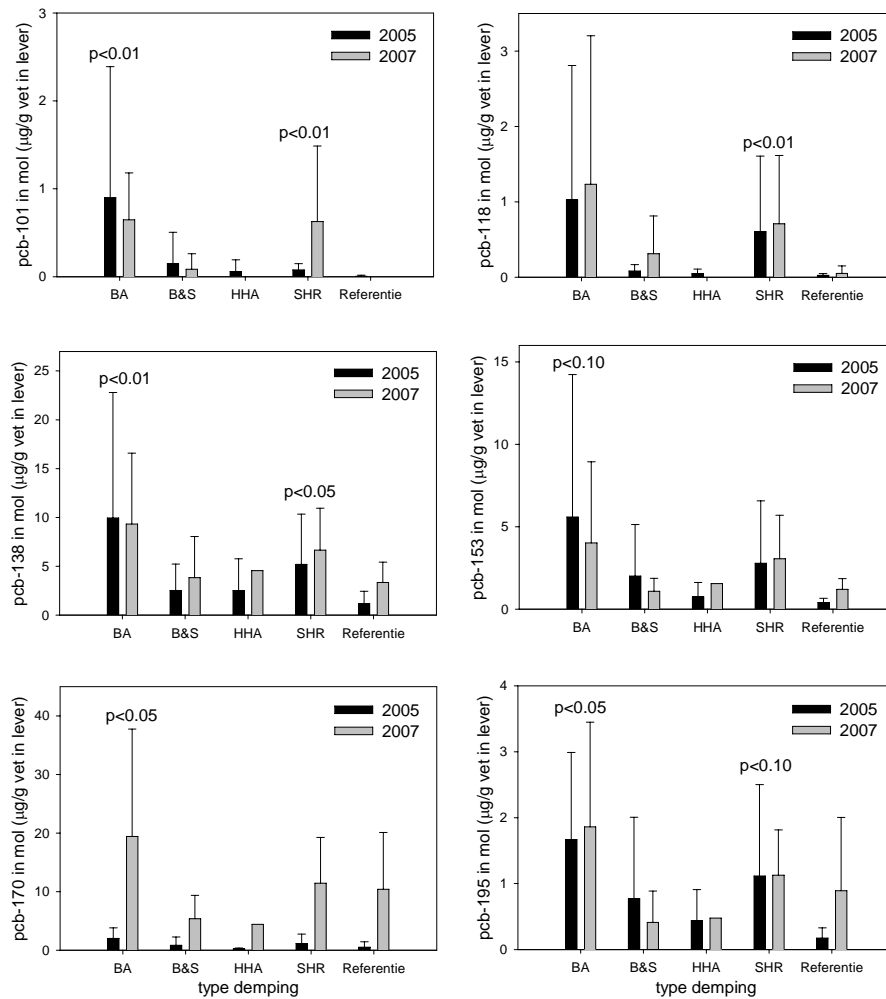 pcb-101 in mol (µg/g vet in lever)
3
2
1
0
p<0.01
p<0.01
2005
2007
BA B&S HHA SHR Referentie
pcb-118 in mol (µg/g vet in lever)
3
2
1
0
p<0.01
2005
2007
BA B&S HHA SHR Referentie
pcb-138 in mol (µg/g vet in lever)
25
20
15
10
5
0
p<0.01
p<0.05
2005
2007
BA B&S HHA SHR Referentie
pcb-153 in mol (µg/g vet in lever)
15
10
5
0
p<0.10
2005
2007
BA B&S HHA SHR Referentie
pcb-170 in mol (µg/g vet in lever)
40
30
20
10
0
p<0.05
2005
2007
BA B&S HHA SHR Referentie
type demping
pcb-195 in mol (µg/g vet in lever)
4
3
2
1
0
p<0.05
p<0.10
2005
2007
BA B&S HHA SHR Referentie
type demping